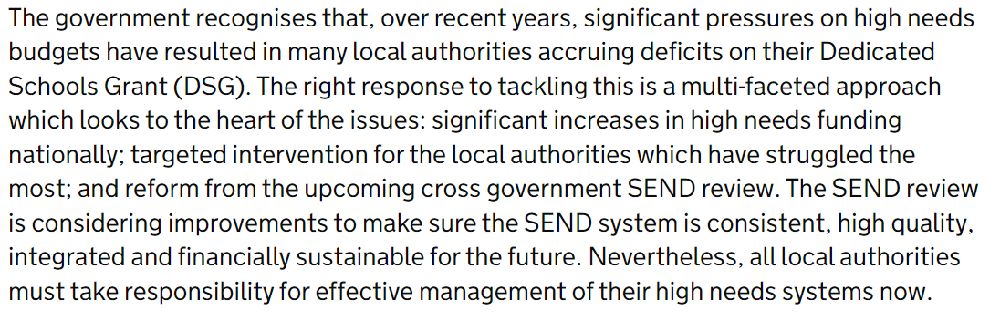 The government recognises that, over recent years, significant pressures on high needs
budgets have resulted in many local authorities accruing deficits on their Dedicated
Schools Grant (DSG). The right response to tackling this is a multi-faceted approach
which looks to the heart of the issues: significant increases in high needs funding
nationally; targeted intervention for the local authorities which have struggled the
most; and reform from the upcoming cross government SEND review. The SEND review
is considering improvements to make sure the SEND system is consistent, high quality,
integrated and financially sustainable for the future. Nevertheless, all local authorities
must take responsibility for effective management of their high needs systems now.